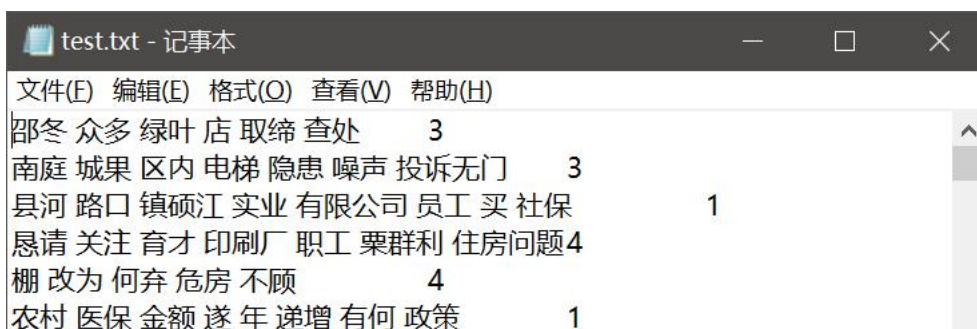 test.txt - 记事本
文件(F) 编辑(E) 格式(O) 查看(V) 帮助(H)
邵冬 众多 绿叶 店 取缔 查处 3
南庭 城果 区内 电梯 隐患 噪声 投诉无门 3
县河 路口 镇硕江 实业 有限公司 员工 买 社保 1
恳请 关注 育才 印刷厂 职工 栗群利 住房问题 4
棚 改为 何弃 危房 不顾 4
农村 医保 金额 遂 年 递增 有何 政策 1